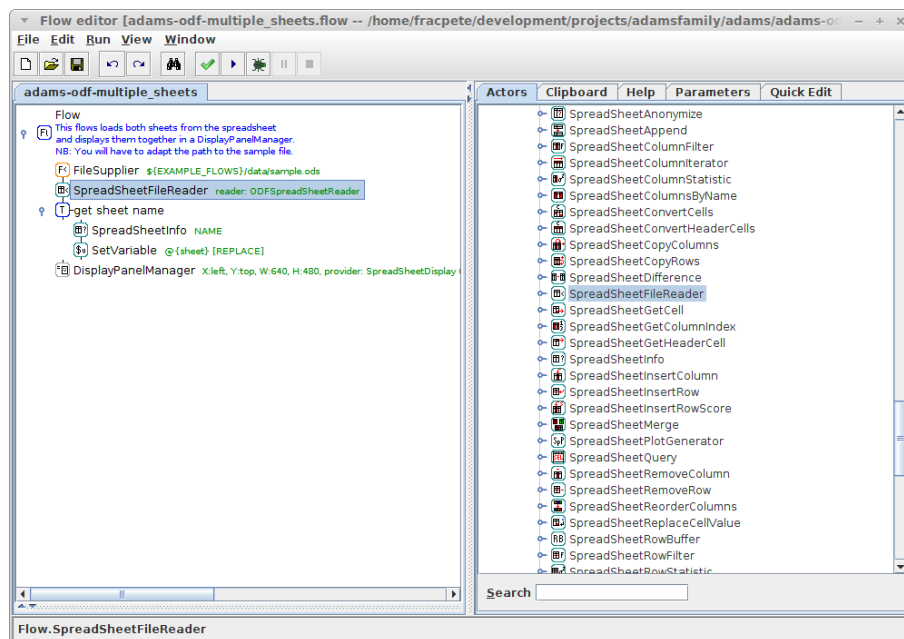 Flow editor [adams-odf-multiple_sheets.flow -- /home/fracpete/development/projects/adamsfamily/adams/adams-od
File Edit Run View Window
adams-odf-multiple_sheets
Flow
This flows loads both sheets from the spreadsheet
and displays them together in a DisplayPanelManager.
NB: You will have to adapt the path to the sample file.
FileSupplier ${EXAMPLE_FLOWS}/data/sample.ods
SpreadSheetFileReader reader: ODFSpreadSheetReader
get sheet name
SpreadSheetInfo NAME
SetVariable @{sheet} [REPLACE]
DisplayPanelManager X:left, Y:top, W:640, H:480, provider: SpreadSheetDisplay
Actors Clipboard Help Parameters Quick Edit
SpreadSheetAnonymize
SpreadSheetAppend
SpreadSheetColumnFilter
SpreadSheetColumnIterator
SpreadSheetColumnStatistic
SpreadSheetColumnsByName
SpreadSheetConvertCells
SpreadSheetConvertHeaderCells
SpreadSheetCopyColumns
SpreadSheetCopyRows
SpreadSheetDifference
SpreadSheetFileReader
SpreadSheetGetCell
SpreadSheetGetColumnIndex
SpreadSheetGetHeaderCell
SpreadSheetInfo
SpreadSheetInsertColumn
SpreadSheetInsertRow
SpreadSheetInsertRowScore
SpreadSheetMerge
SpreadSheetPlotGenerator
SpreadSheetQuery
SpreadSheetRemoveColumn
SpreadSheetRemoveRow
SpreadSheetReorderColumns
SpreadSheetReplaceCellValue
SpreadSheetRowBuffer
SpreadSheetRowFilter
SpreadSheetRowStatistic
Search
Flow.SpreadSheetFileReader